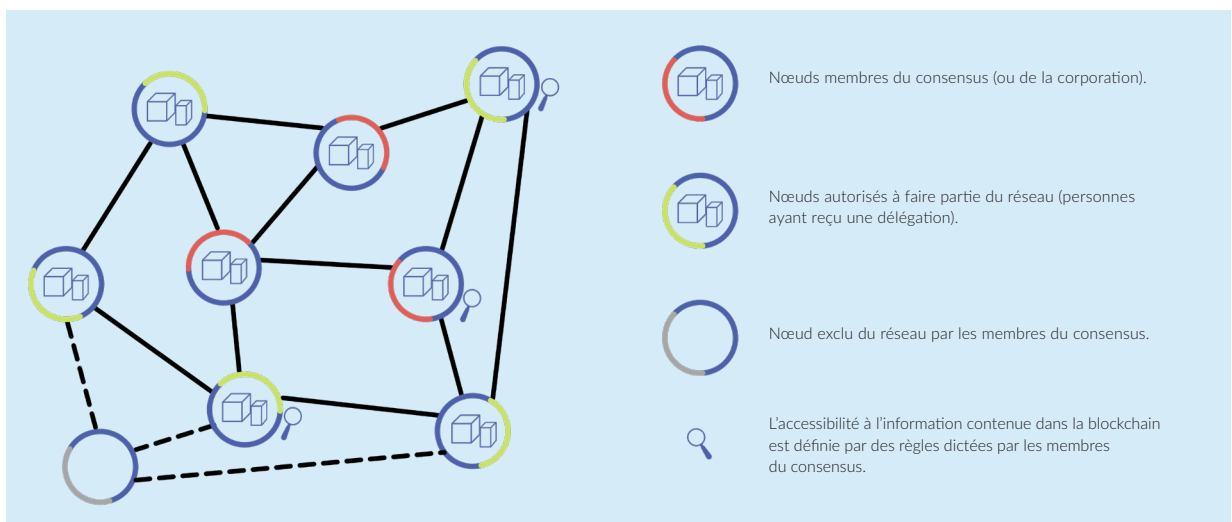 Nœuds membres du consensus (ou de la corporation).
Nœuds autorisés à faire partie du réseau (personnes
ayant reçu une délégation).
Nœud exclu du réseau par les membres du consensus.
L’accessibilité à l’information contenue dans la blockchain
est définie par des règles dictées par les membres
du consensus.